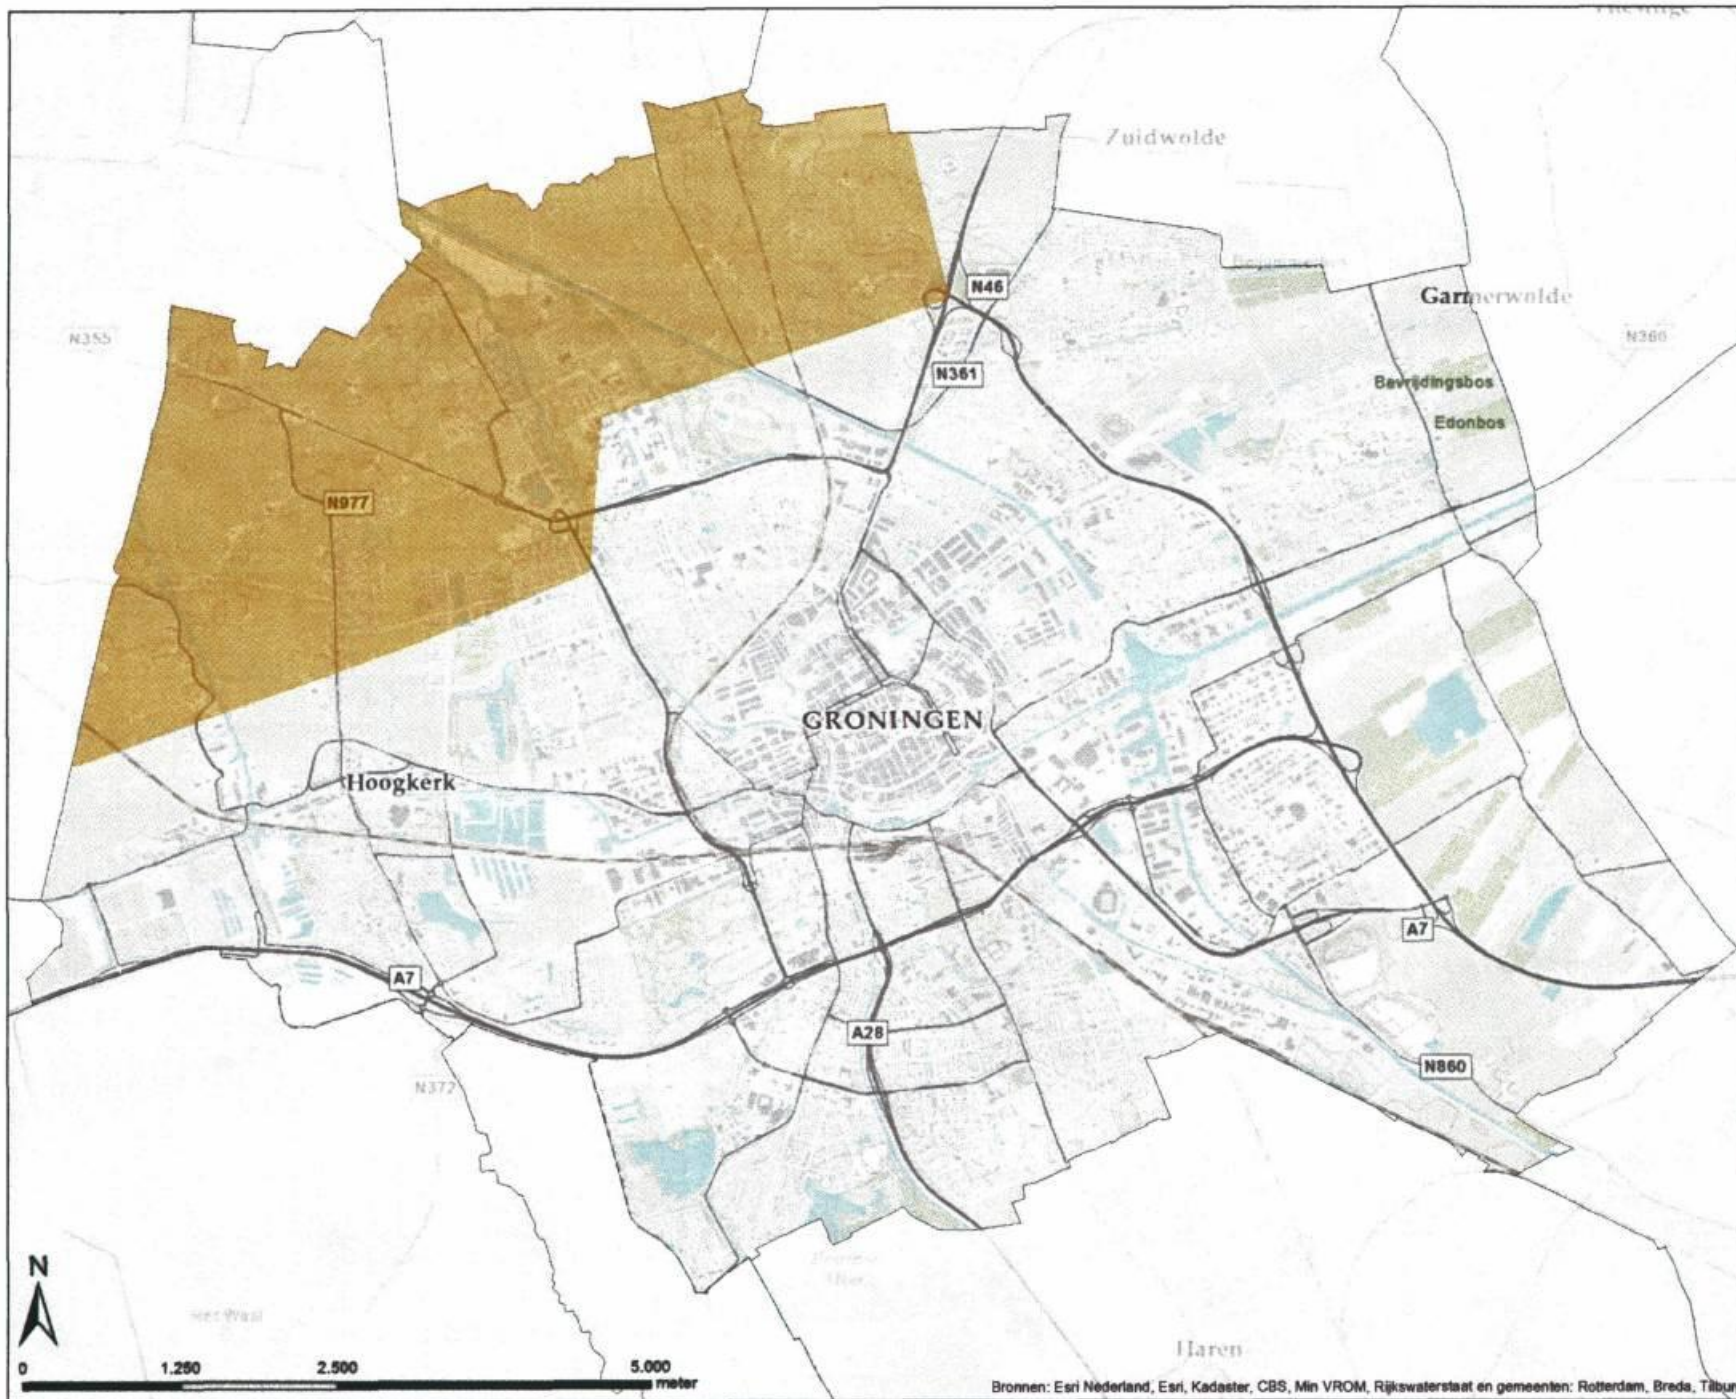 Zuidwolde
N46
Garmerwolde
N355
N360
N361
Bevrijdingsbos
Edonbos
N977
GRONINGEN
Hoogkerk
A7
A7
A28
N860
N372
N
Haren
0 1.250 2.500 5.000
meter
Bronnen: Esri Nederland, Esri, Kadaster, CBS, Min VROM, Rijkswaterstaat en gemeenten: Rotterdam, Breda, Tilbur